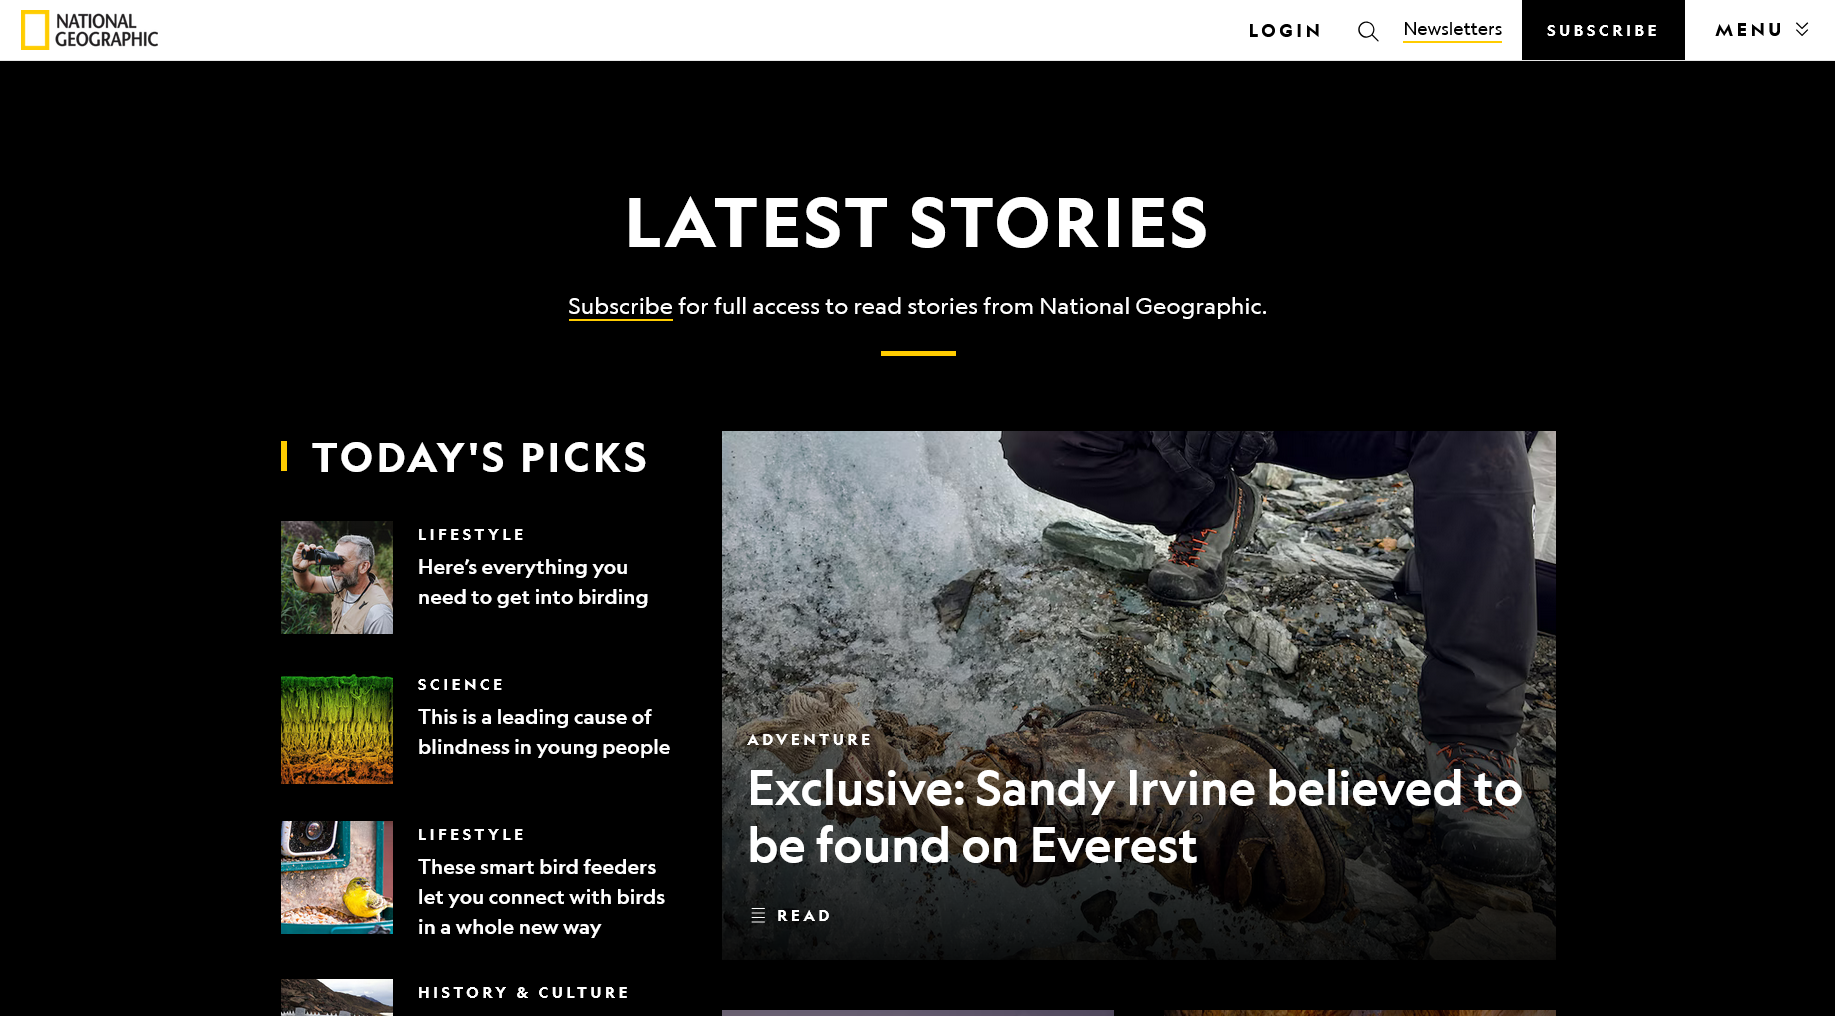 NATIONAL
GEOGRAPHIC
LOGIN
Newsletters
SUBSCRIBE
MENU
LATEST STORIES
Subscribe for full access to read stories from National Geographic.
TODAY'S PICKS
LIFESTYLE
Here's everything you
need to get into birding
SCIENCE
This is a leading cause of
blindness in young people
LIFESTYLE
These smart bird feeders
let you connect with birds
in a whole new way
HISTORY & CULTURE
ADVENTURE
Exclusive: Sandy Irvine believed to
be found on Everest
READ